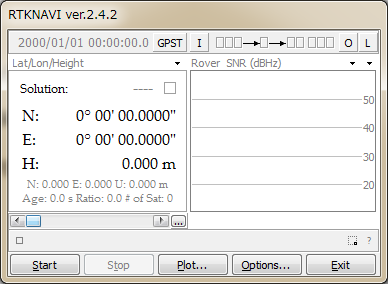 RTKNAVI ver.2.4.2
2000/01/01 00:00:00.0 GPST I O L
Lat/Lon/Height
Rover SNR (dBHz)
Solution: ----
N: 0° 00' 00.0000"
E: 0° 00' 00.0000"
H: 0.000 m
N: 0.000 E: 0.000 U: 0.000 m
Age: 0.0 s Ratio: 0.0 # of Sat: 0
50
40
30
20
...
?
Start Stop Plot... Options... Exit